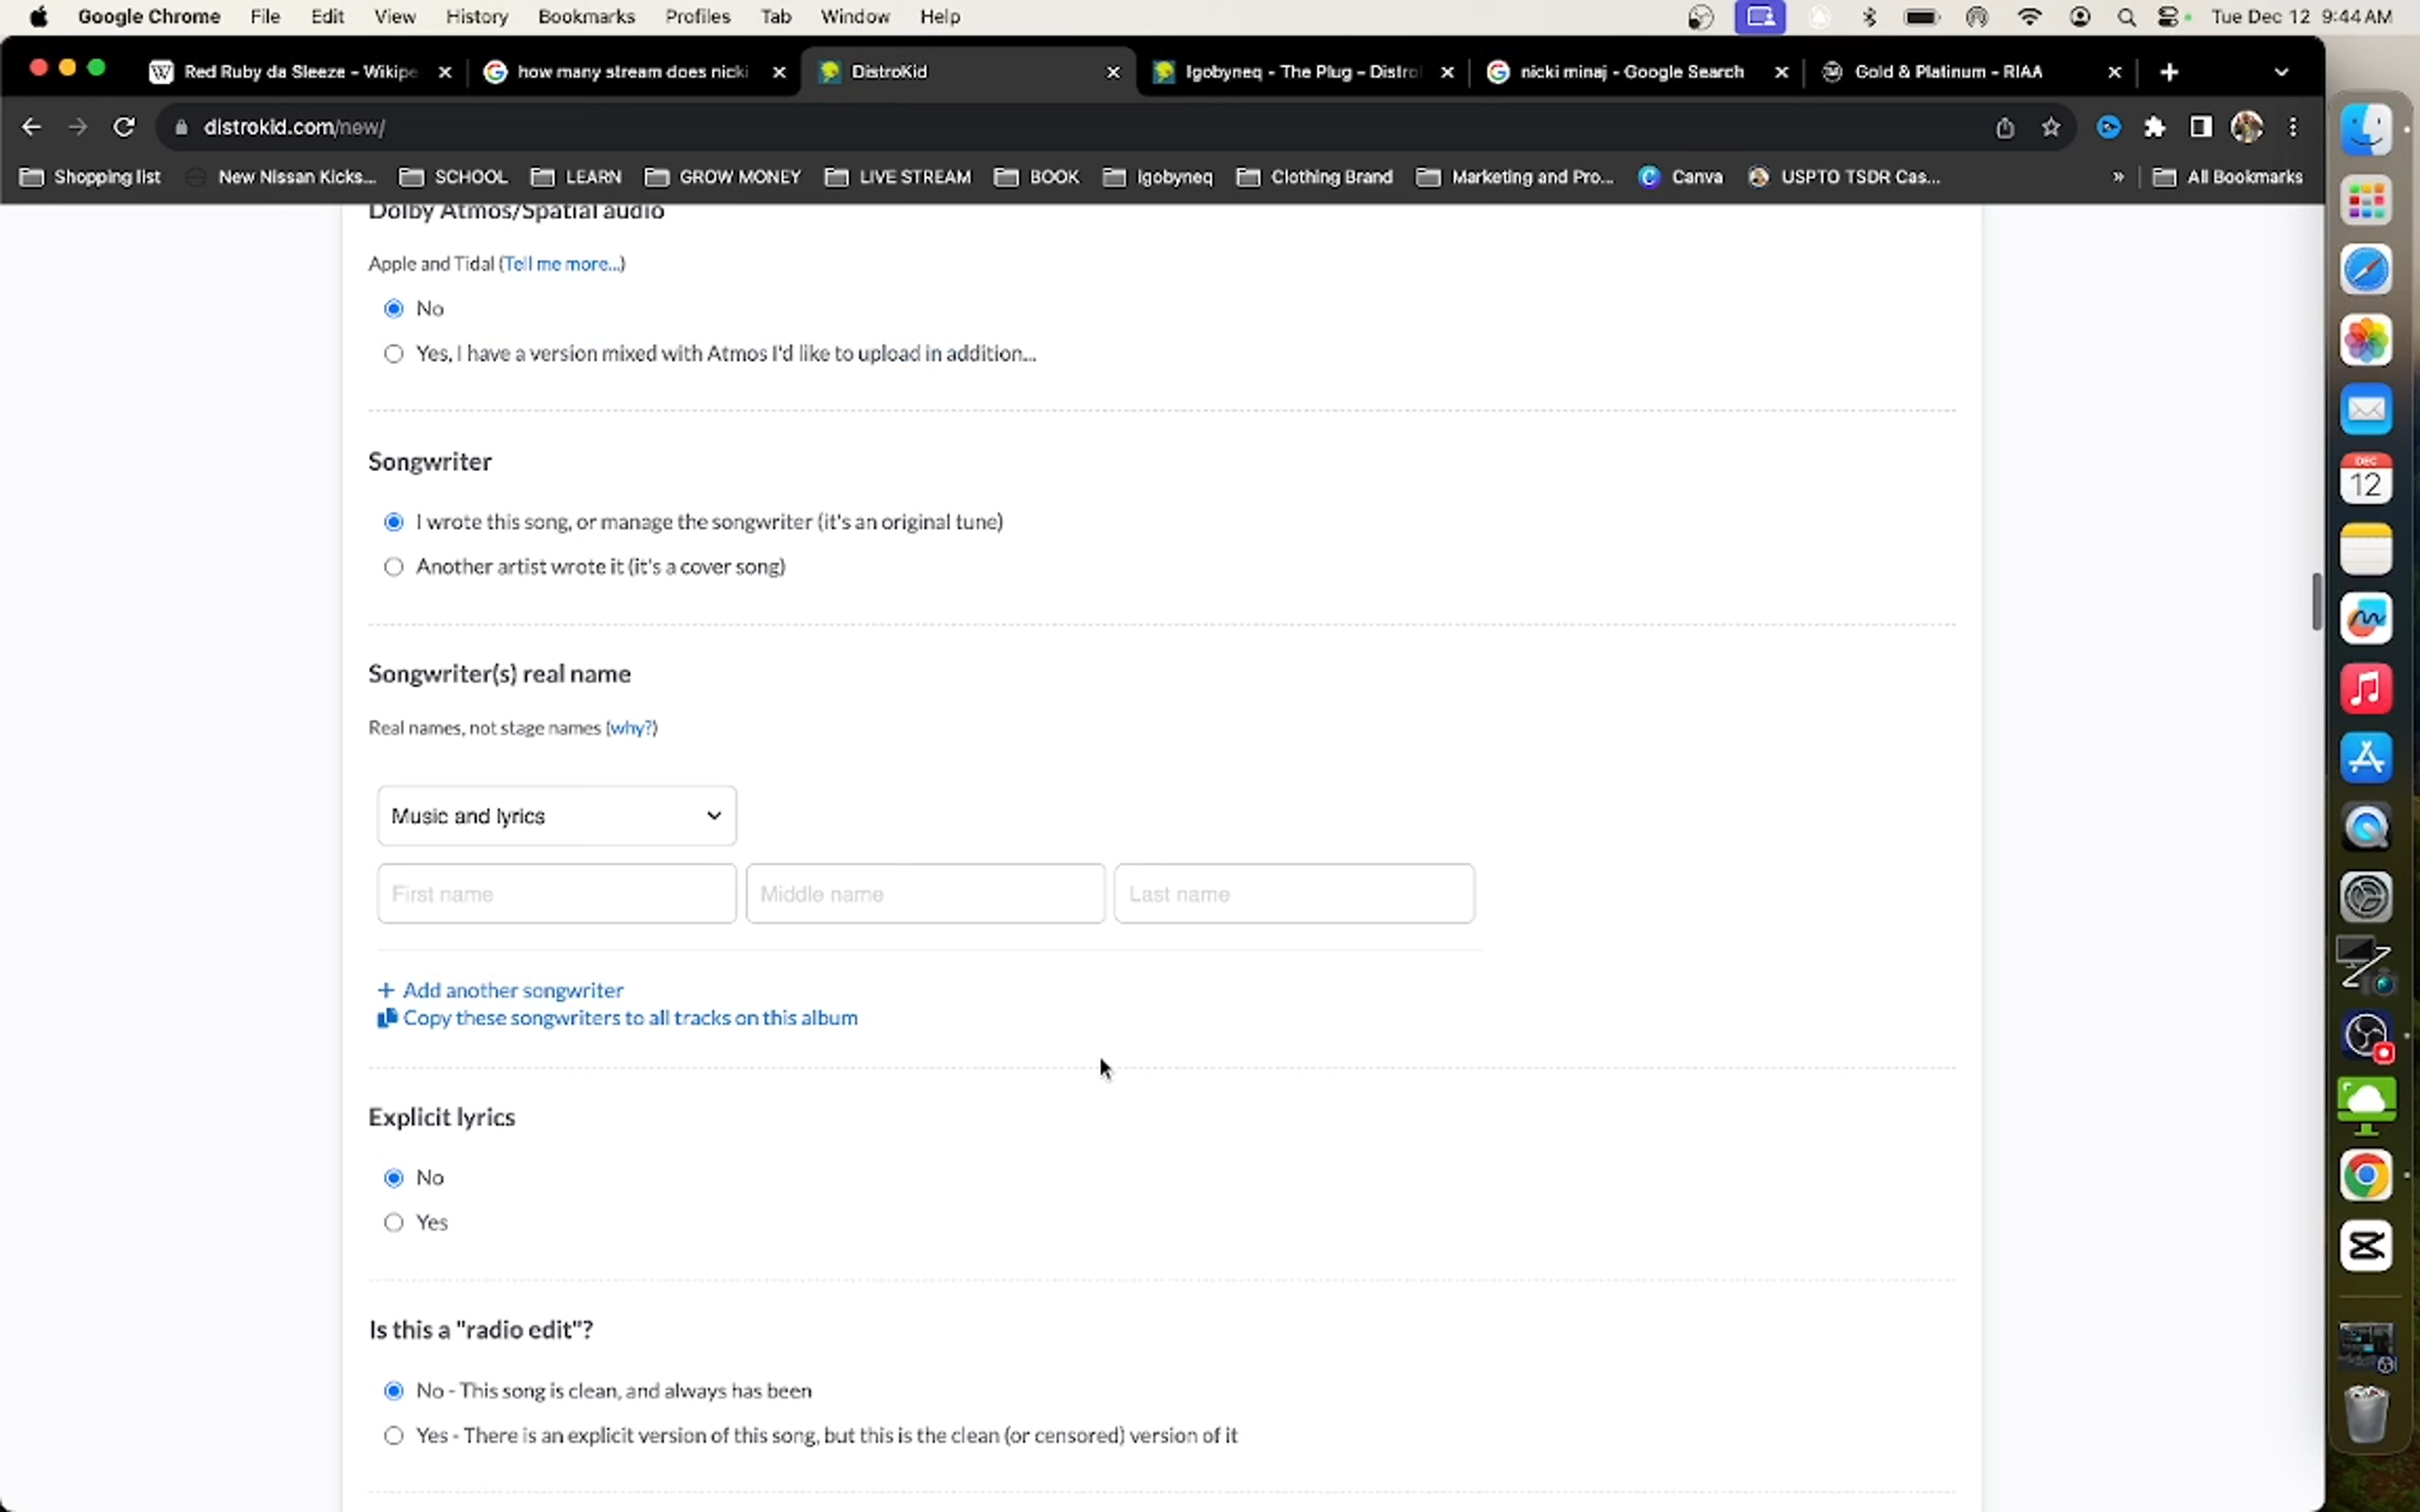 Google Chrome File Edit View History Bookmarks Profiles Tab Window Help Tue Dec 12 9:44 AM
Red Ruby da Sleeze – Wikipe how many stream does nicki DistroKid Igobyneq - The Plug – Distro nicki minaj - Google Search Gold & Platinum - RIAA
distrokid.com/new/
Shopping list New Nissan Kicks... SCHOOL LEARN GROW MONEY LIVE STREAM BOOK Igobyneq Clothing Brand Marketing and Pro... Canva USPTO TSDR Cas... » All Bookmarks
Dolby Atmos/Spatial audio
Apple and Tidal (Tell me more...)
No
Yes, I have a version mixed with Atmos I'd like to upload in addition...
Songwriter
I wrote this song, or manage the songwriter (it's an original tune)
Another artist wrote it (it's a cover song)
Songwriter(s) real name
Real names, not stage names (why?)
Music and lyrics
First name Middle name Last name
+ Add another songwriter
Copy these songwriters to all tracks on this album
Explicit lyrics
No
Yes
Is this a "radio edit"?
No - This song is clean, and always has been
Yes - There is an explicit version of this song, but this is the clean (or censored) version of it
DEC
12